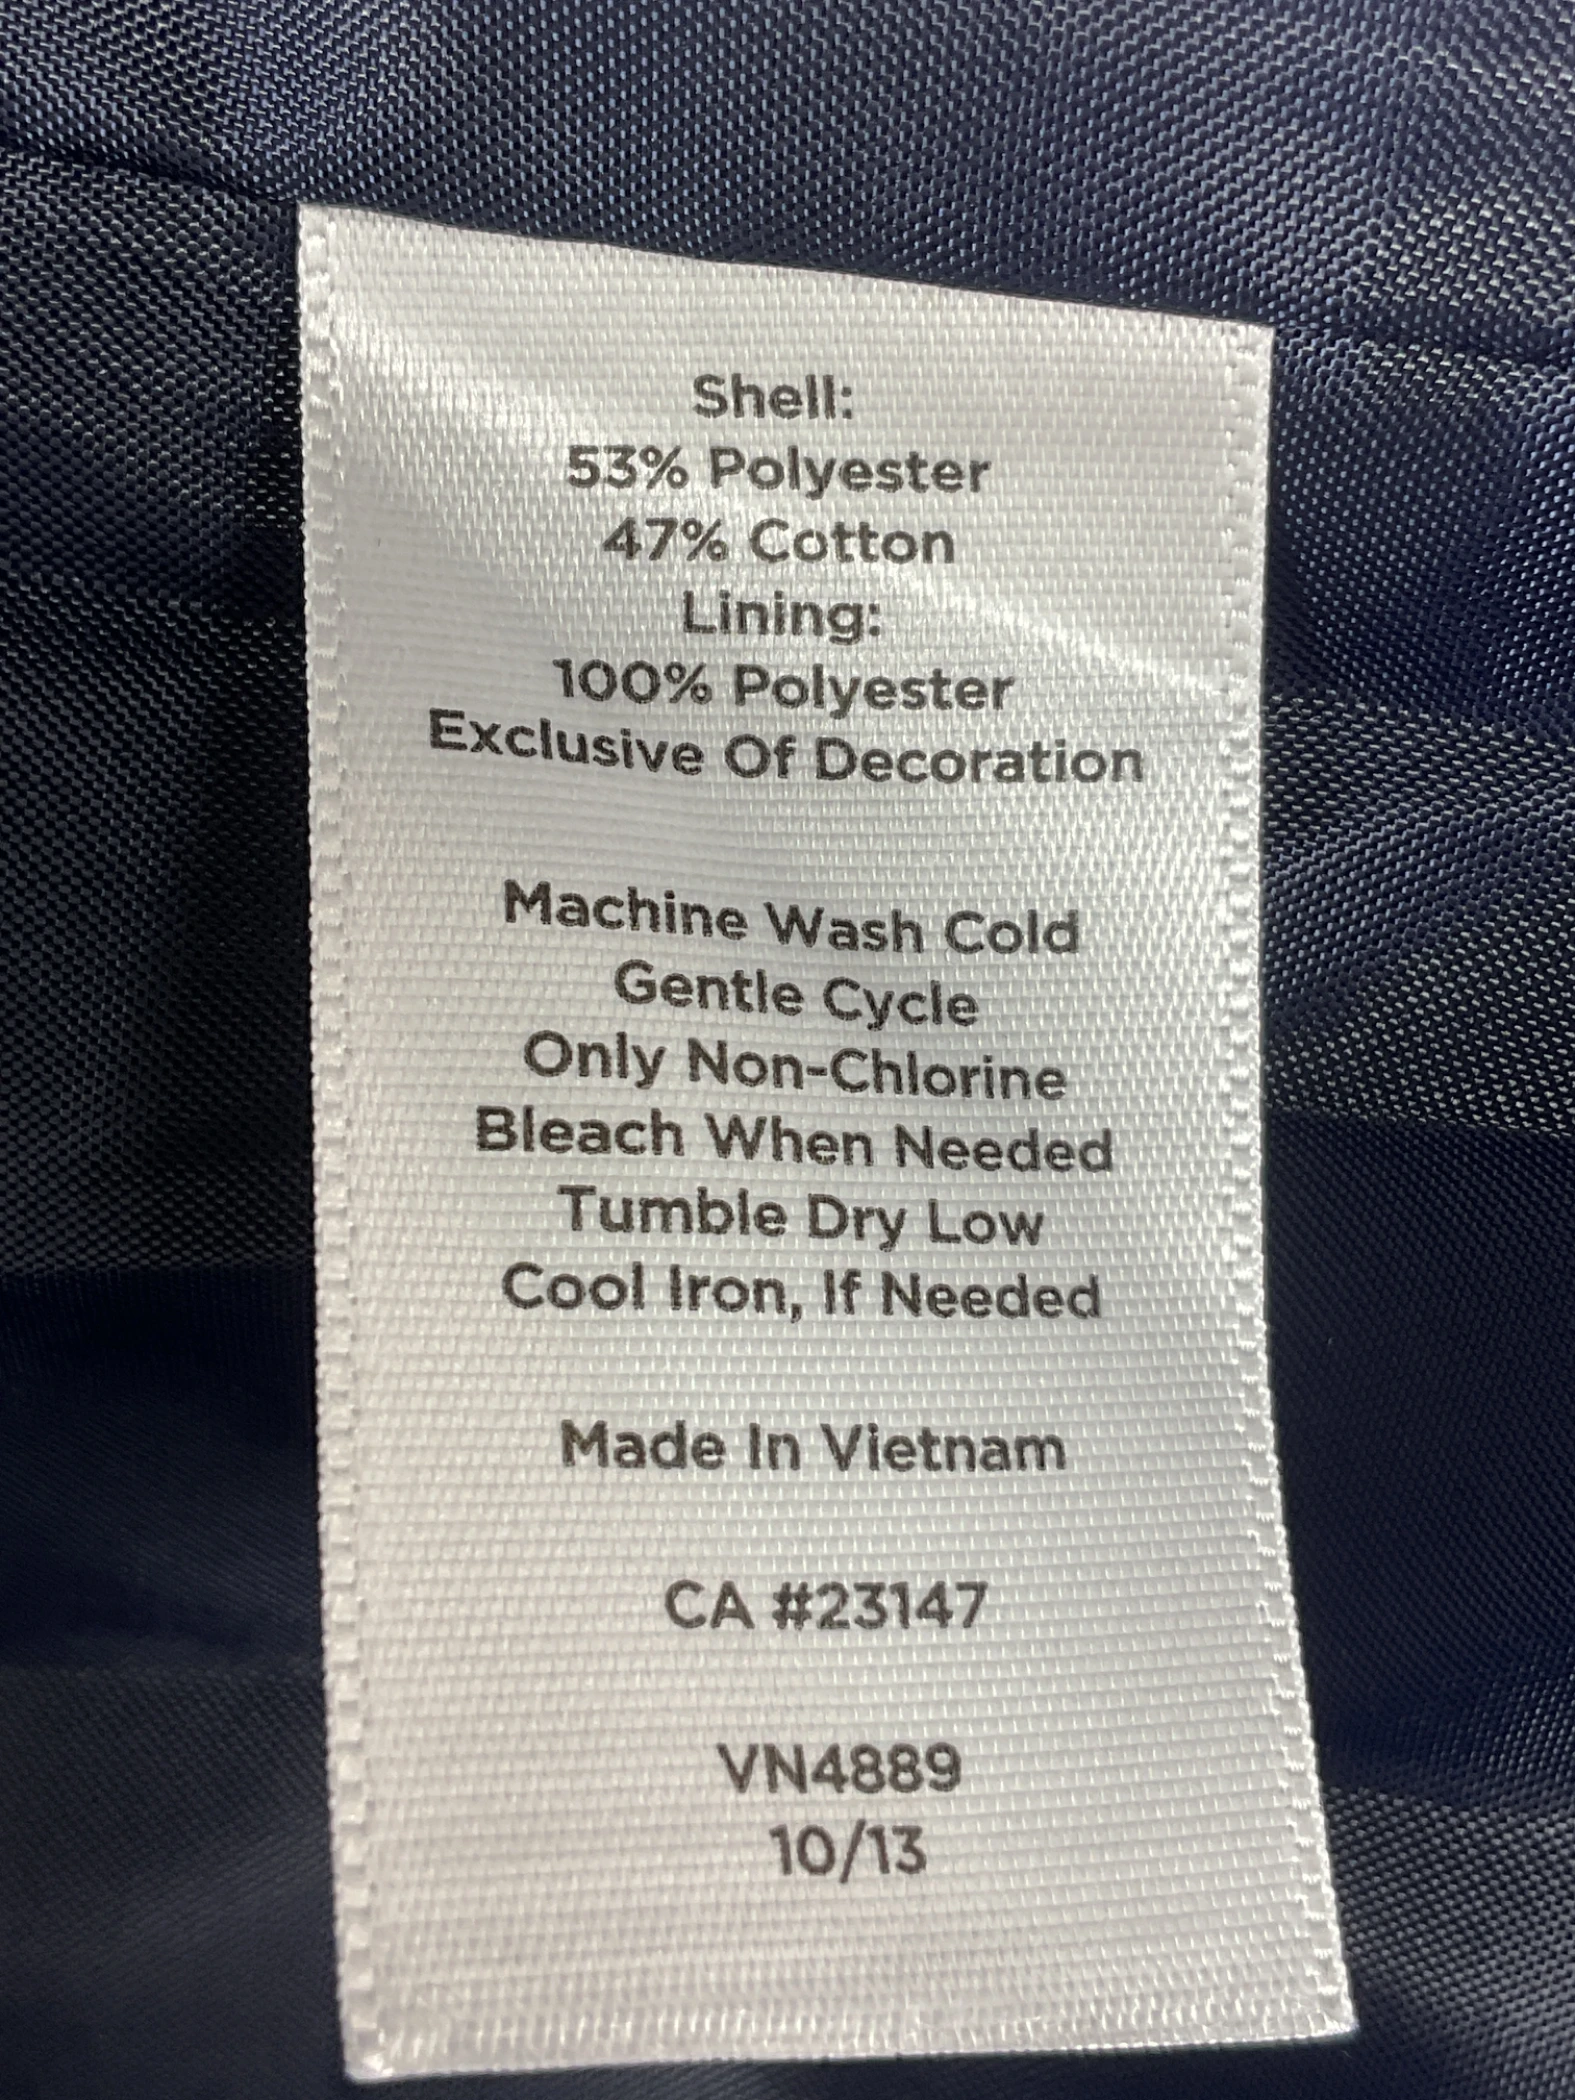 Shell:
53% Polyester
47% Cotton
Lining:
100% Polyester
Exclusive Of Decoration
Machine Wash Cold
Gentle Cycle
Only Non-Chlorine
Bleach When Needed
Tumble Dry Low
Cool Iron, If Needed
Made In Vietnam
CA #23147
VN4889
10/13